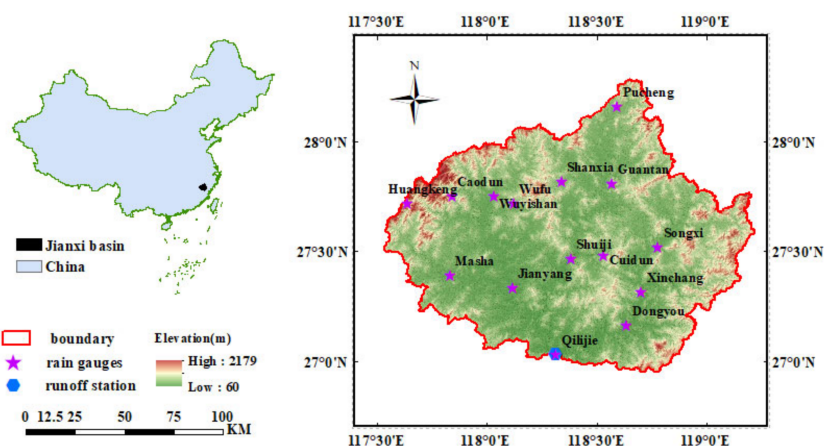 117°30'E 118°0'E 118°30'E 119°0'E
N
Pucheng
28°0'N 28°0'N
Shanxia Guantan
Huangkeng Caodun Wufu
Wuyishan
Songxi
Jianxi basin
27°30'N Shuiji 27°30'N
Cuidun
China
Masha
Jianyang Xinchang
Dongyou
boundary Elevation(m)
Qilijie
rain gauges High : 2179
27°0'N 27°0'N
runoff station Low : 60
0 12.5 25 50 75 100
KM
117°30'E 118°0'E 118°30'E 119°0'E